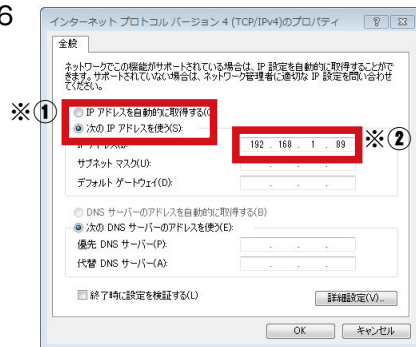 6
インターネット プロトコル バージョン 4 (TCP/IPv4)のプロパティ
全般
ネットワークでこの機能がサポートされている場合は、IP 設定を自動的に取得することがで
きます。サポートされていない場合は、ネットワーク管理者に適切な IP 設定を問い合わせ
てください。
※① IP アドレスを自動的に取得する(
次の IP アドレスを使う(S):
192 . 168 . 1 . 89 ※②
サブネット マスク(U):
デフォルト ゲートウェイ(D):
DNS サーバーのアドレスを自動的に取得する(B)
次の DNS サーバーのアドレスを使う(E):
優先 DNS サーバー(P):
代替 DNS サーバー(A):
終了時に設定を検証する(L)
詳細設定(V)...
OK キャンセル